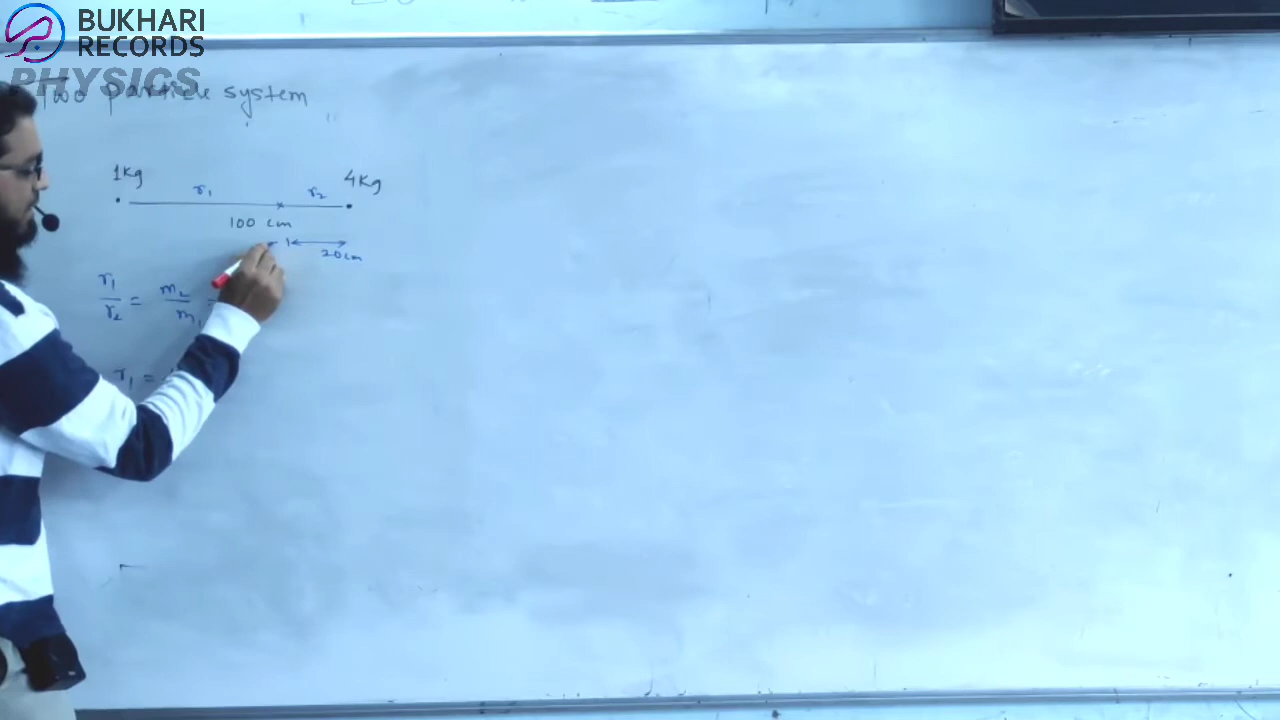 BUKHARI
RECORDS
PHYSICS
Two particle system
1kg
r₁
r₂
4kg
100 cm
20cm
r₁/r₂ = m₂/m₁ =
r₁ =